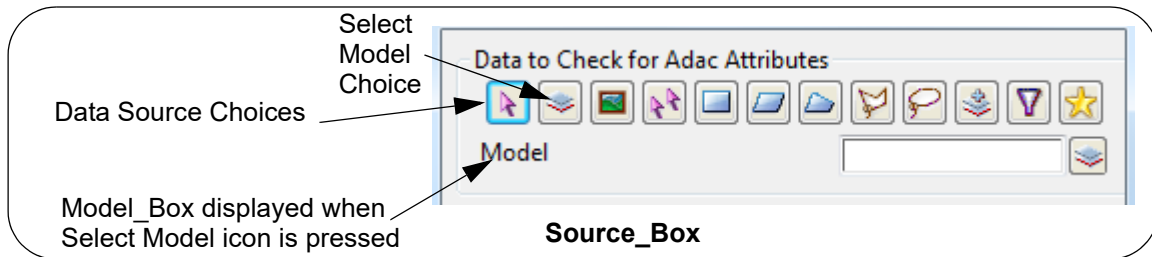 Select
Model
Choice
Data Source Choices
Data to Check for Adac Attributes
Model
Model_Box displayed when
Select Model icon is pressed
Source_Box